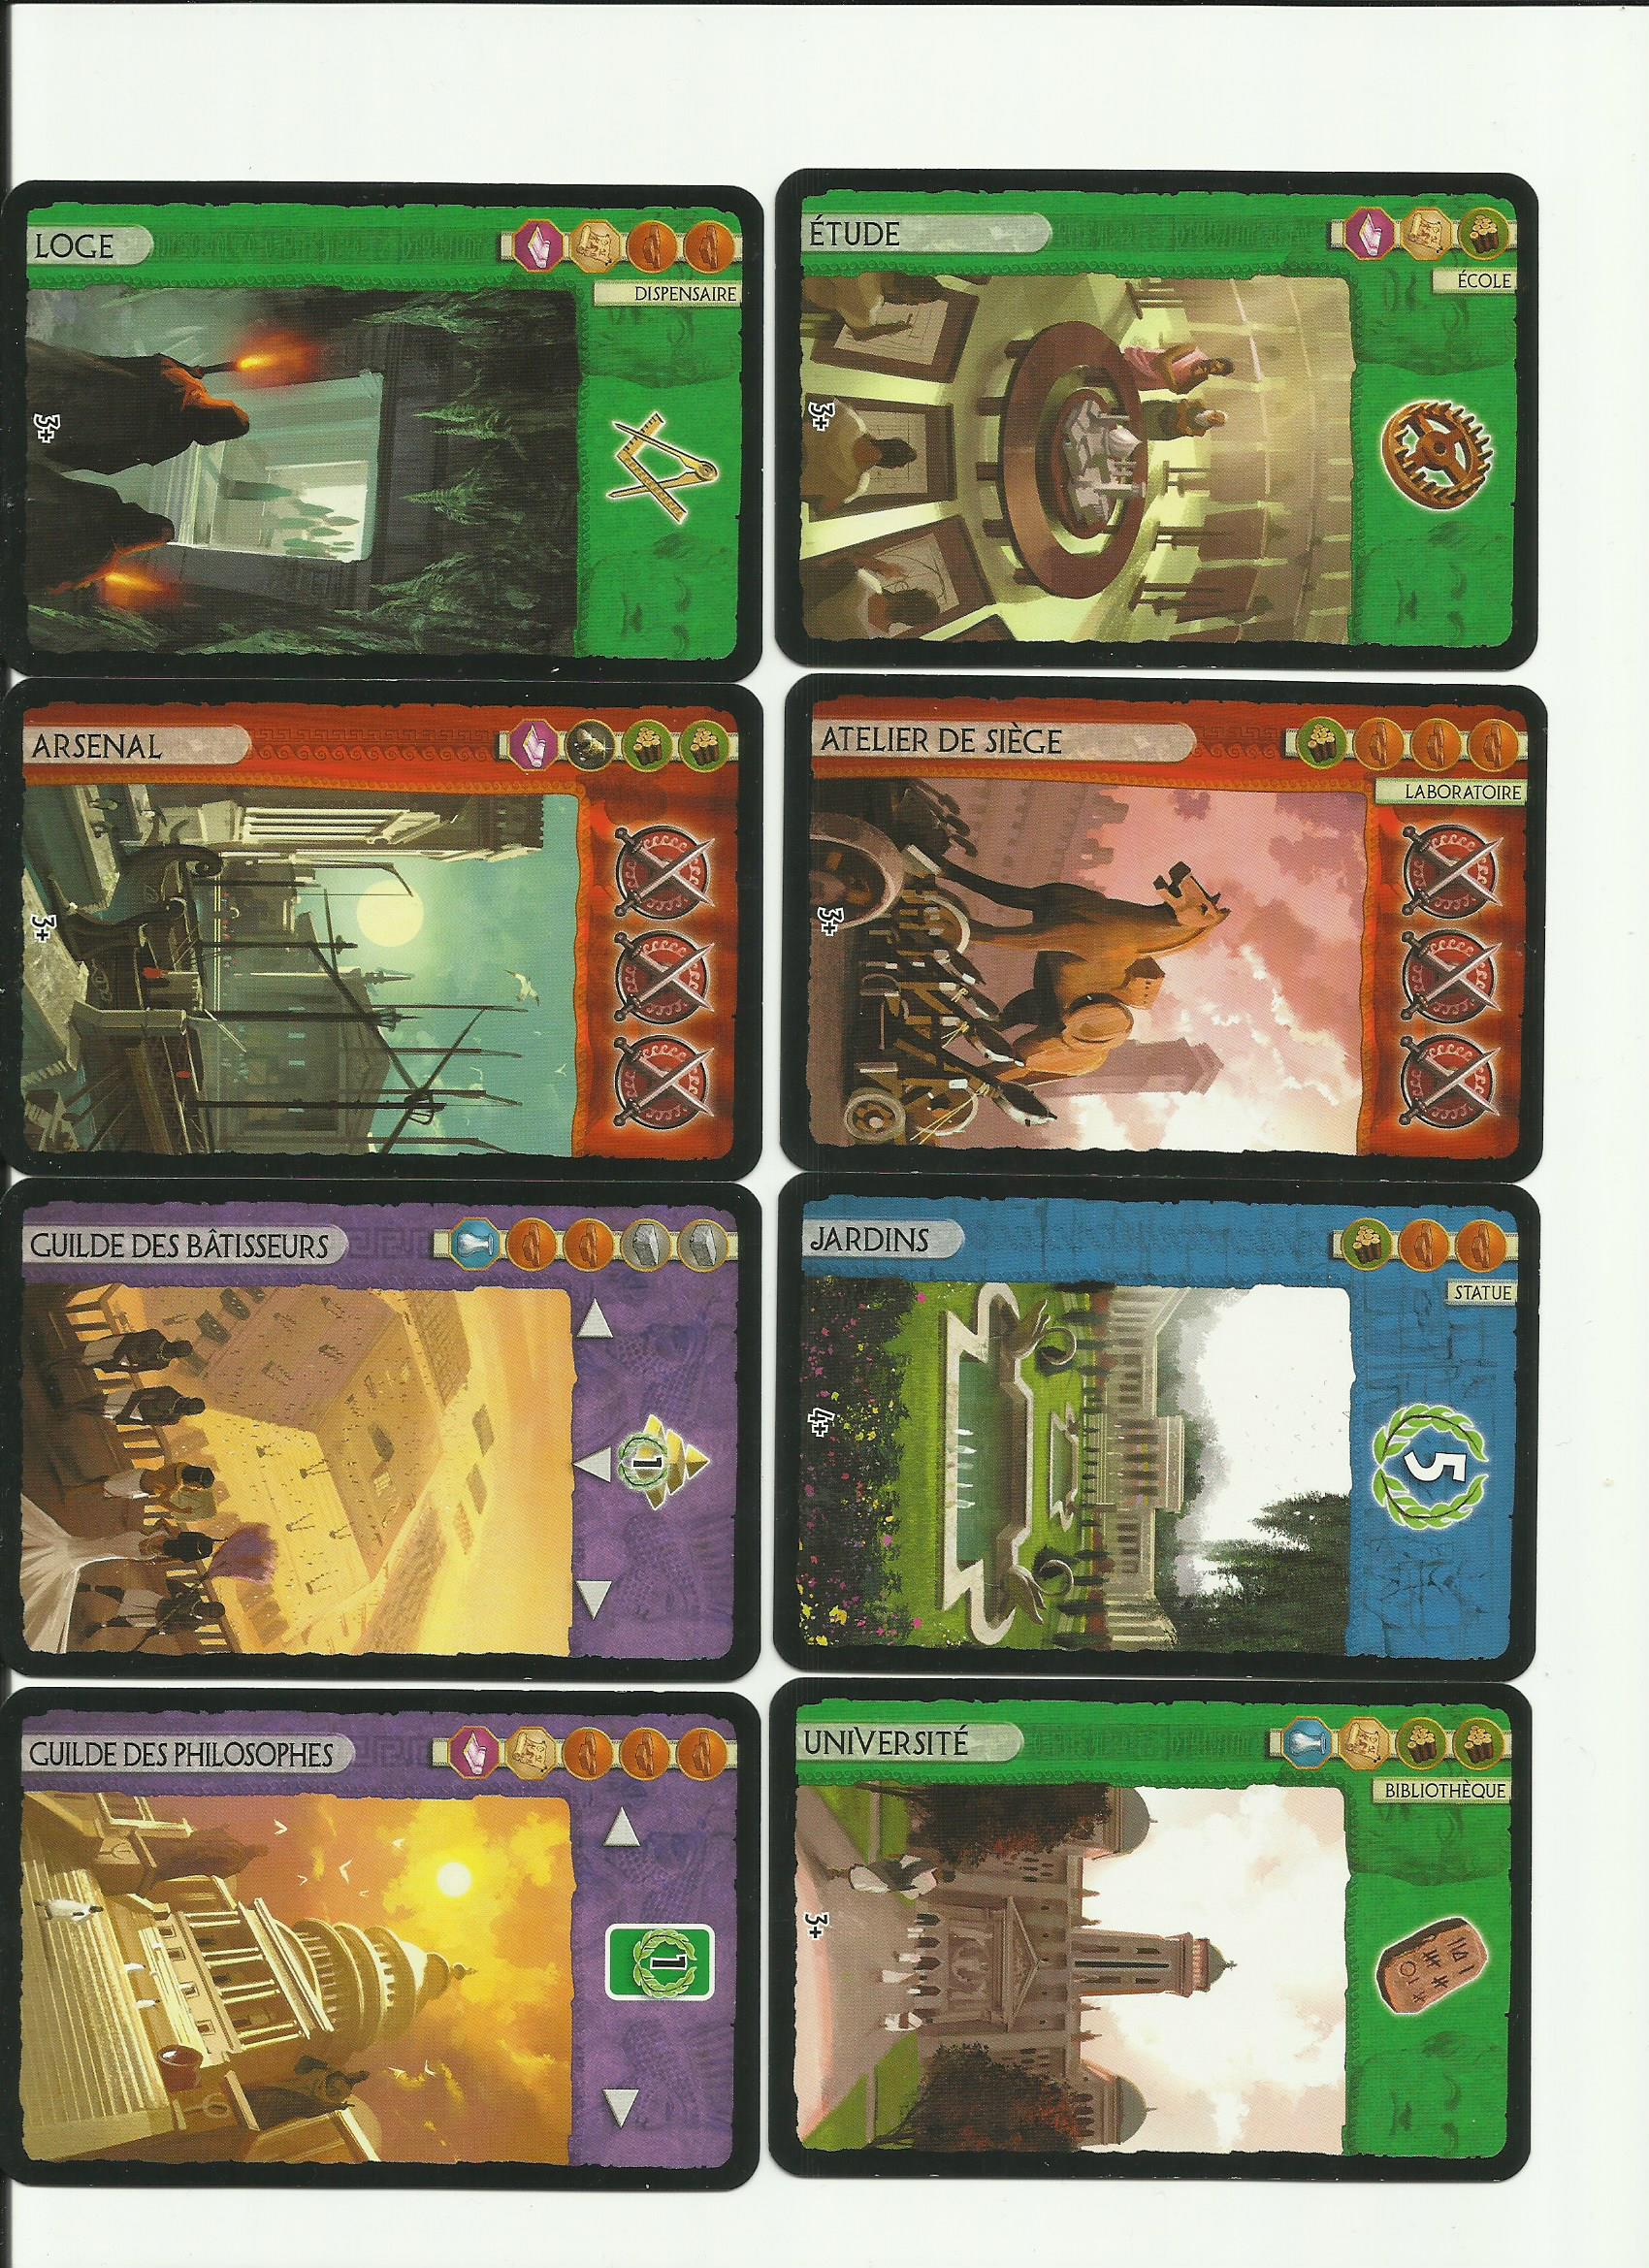 LOGE
DISPENSAIRE
3+
ÉTUDE
ÉCOLE
3+
ARSENAL
3+
ATELIER DE SIÈGE
LABORATOIRE
3+
GUILDE DES BÂTISSEURS
1
JARDINS
STATUE
5
4+
GUILDE DES PHILOSOPHES
1
UNIVERSITÉ
BIBLIOTHÈQUE
3+